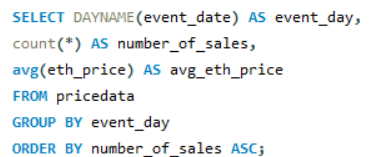 SELECT DAYNAME(event_date) AS event_day,
count(*) AS number_of_sales,
avg(eth_price) AS avg_eth_price
FROM pricedata
GROUP BY event_day
ORDER BY number_of_sales ASC;